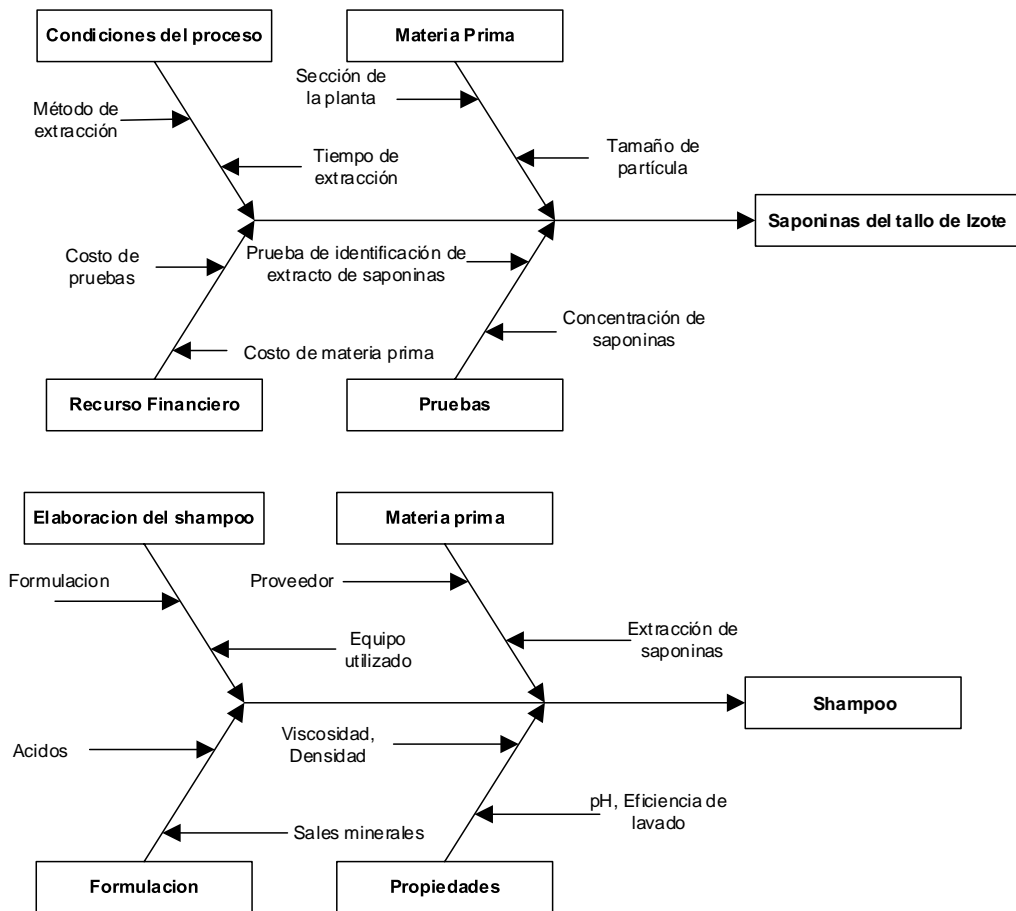 Condiciones del proceso
Materia Prima
Sección de
la planta
Método de
extracción
Tiempo de
extracción
Tamaño de
partícula
Saponinas del tallo de Izote
Costo de
pruebas
Prueba de identificación de
extracto de saponinas
Concentración de
saponinas
Costo de materia prima
Recurso Financiero
Pruebas
Elaboracion del shampoo
Materia prima
Formulacion
Proveedor
Equipo
utilizado
Extracción de
saponinas
Shampoo
Acidos
Viscosidad,
Densidad
pH, Eficiencia de
lavado
Sales minerales
Formulacion
Propiedades